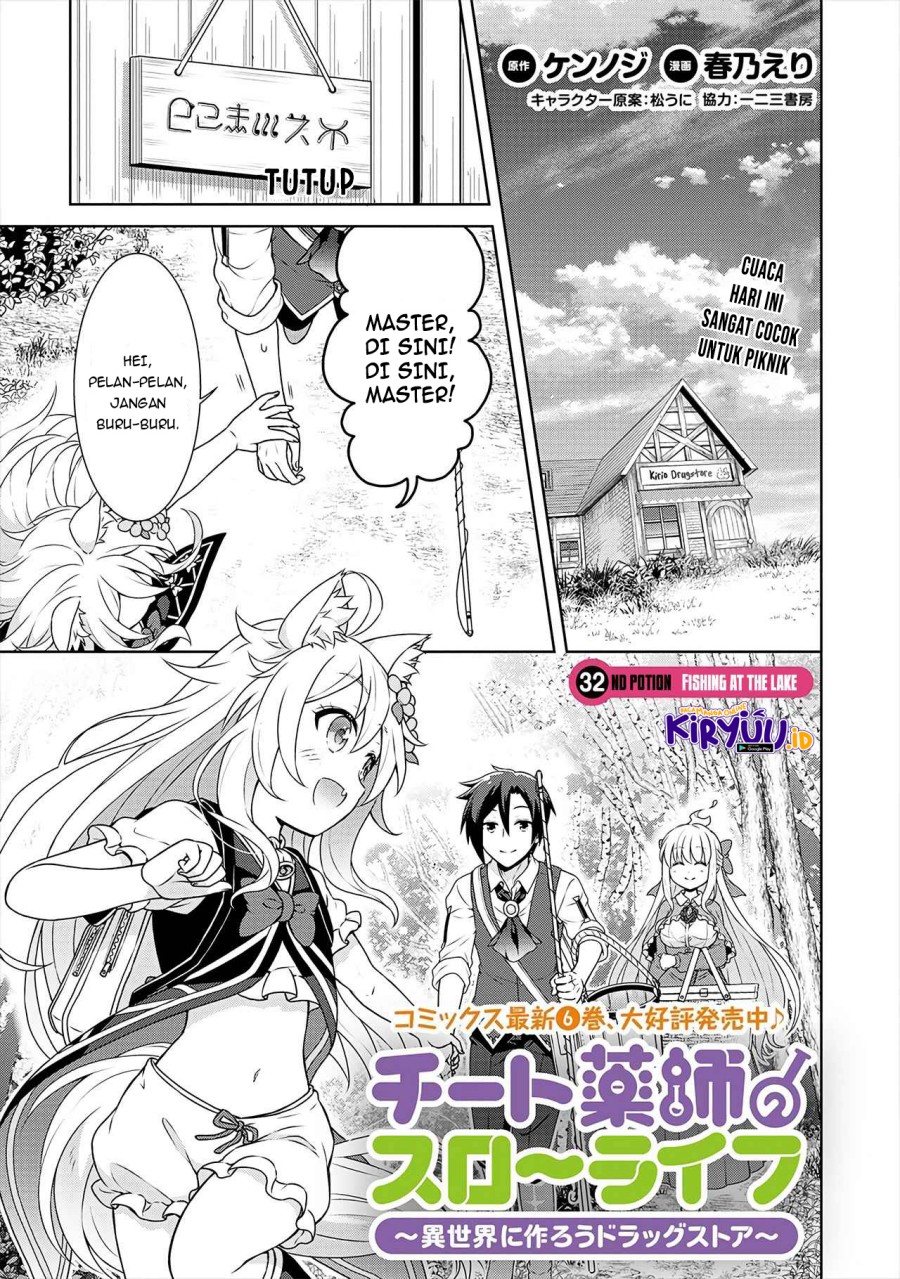 原作 ケンノジ 漫画 春乃えり
キャラクター原案:松うに 協力:一二三書房
CUACA
HARI INI
SANGAT COCOK
UNTUK PIKNIK
Kirio Drugstore
TUTUP
MASTER,
DI SINI!
DI SINI,
MASTER!
HEI,
PELAN-PELAN,
JANGAN
BURU-BURU.
32 ND POTION FISHING AT THE LAKE
BACA MANGA ONLINE
KIRYUU.ID
Google Play
コミックス最新6巻、大好評発売中♪
チート薬師の
スローライフ
~異世界に作ろうドラッグストア~